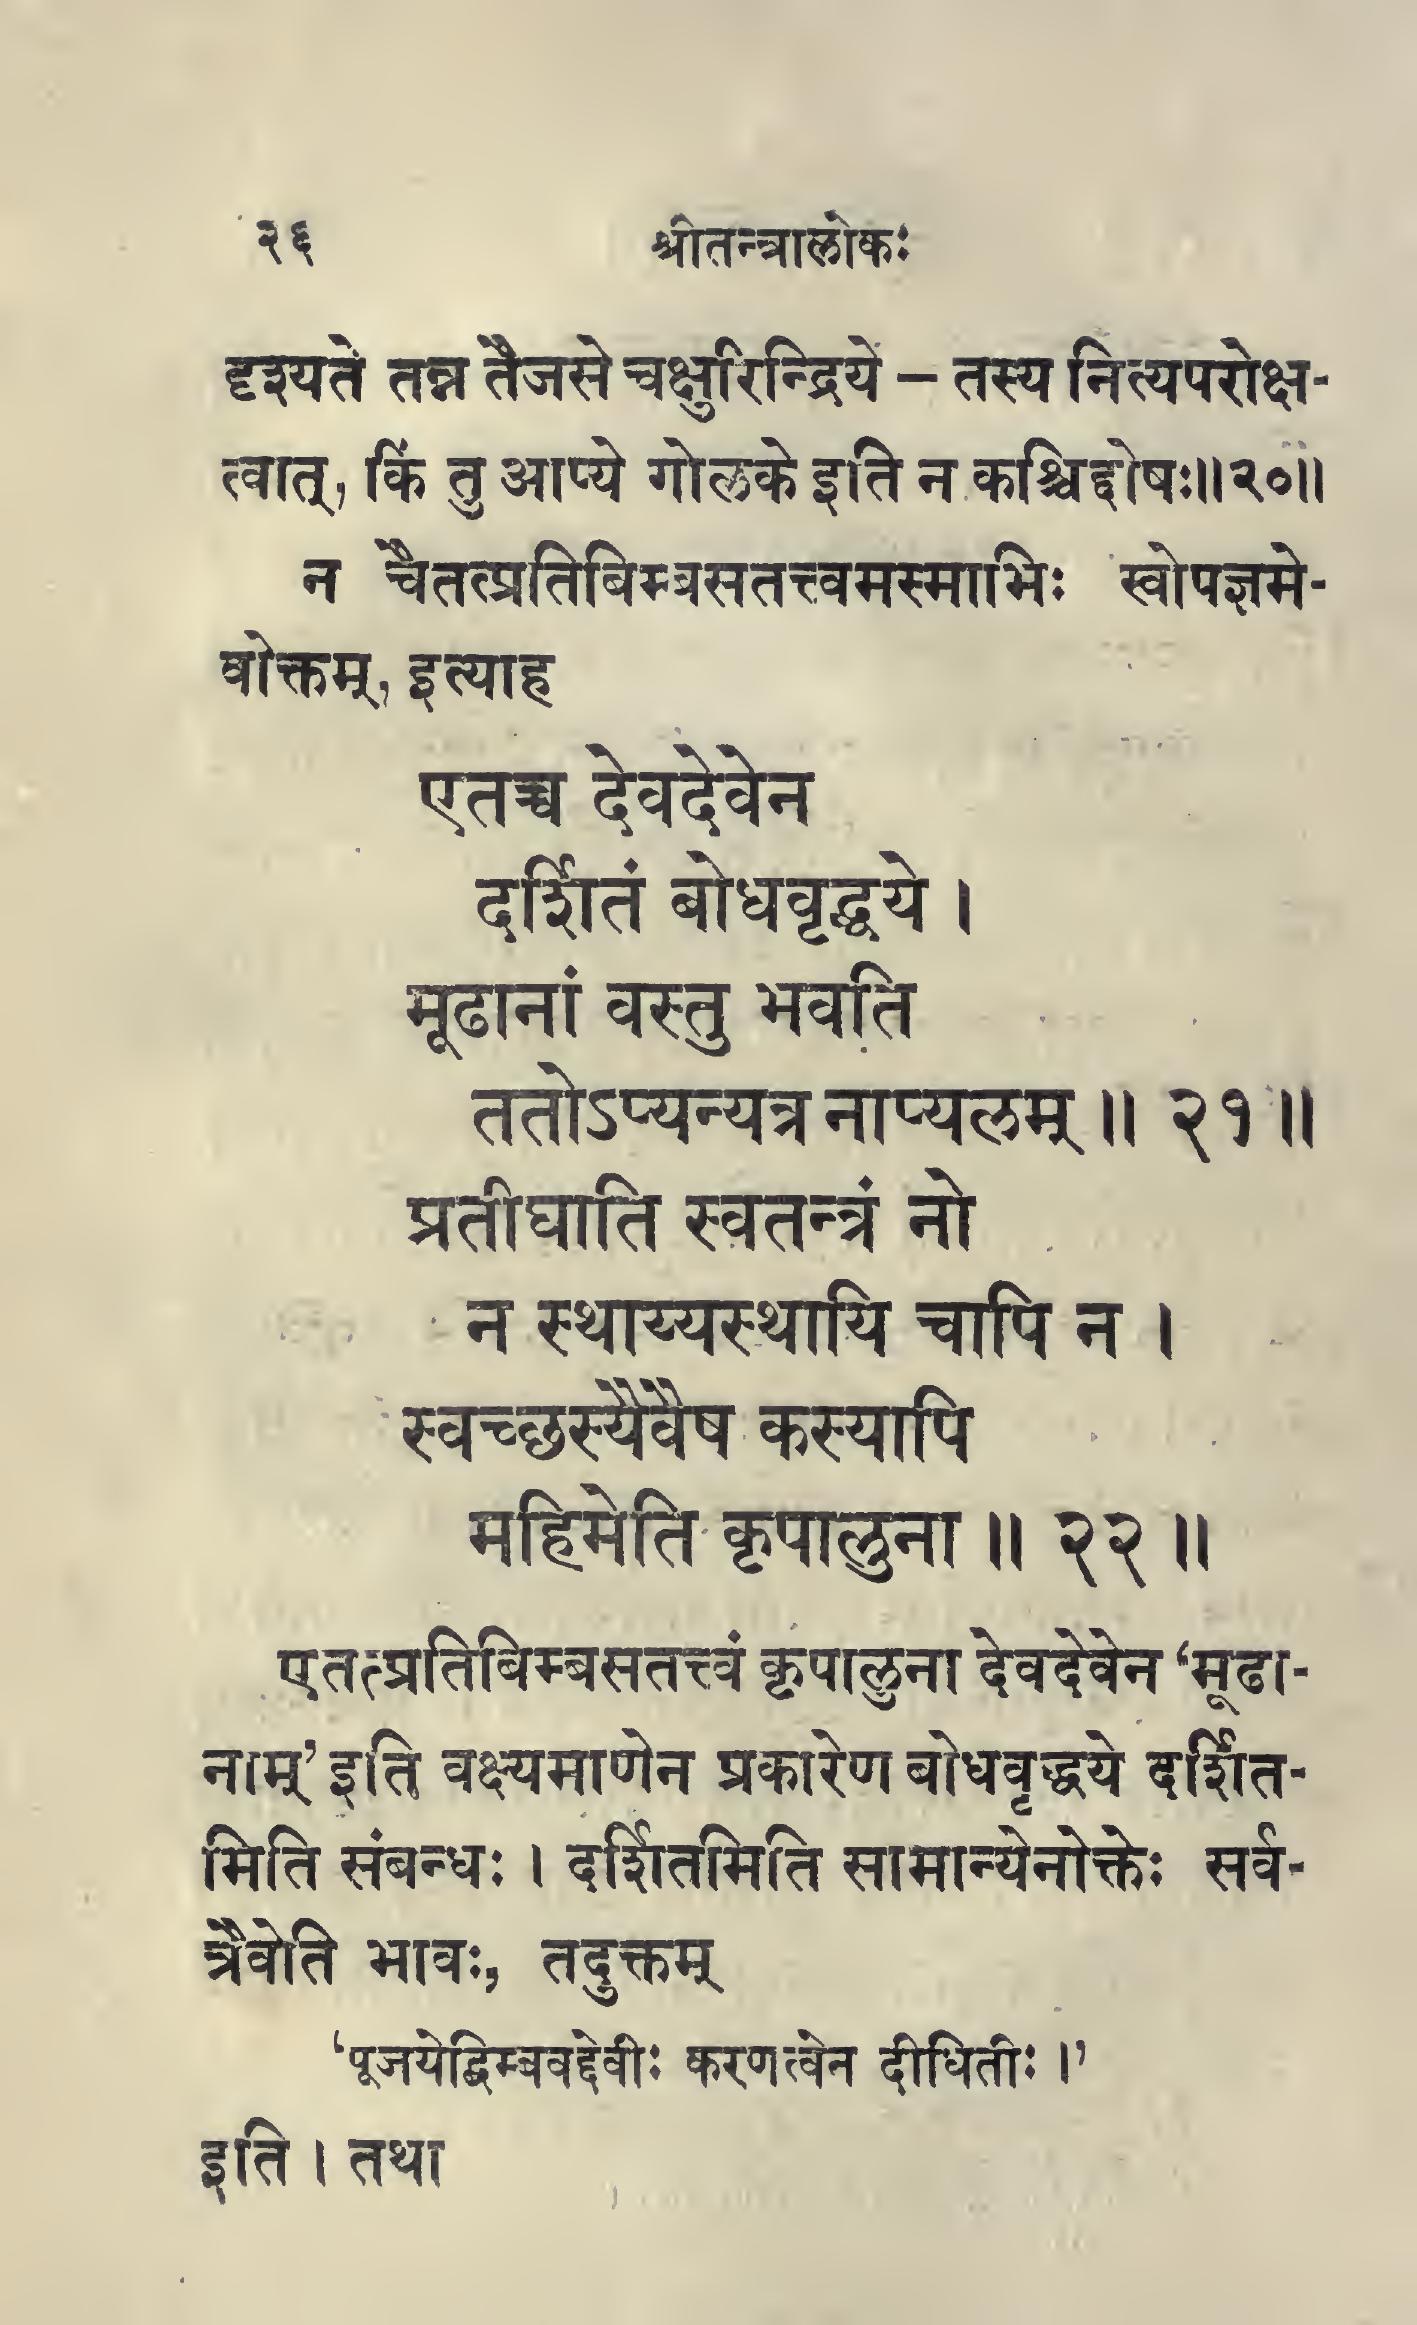 २६ श्रीतन्त्रालोकः
दृश्यते तन्न तैजसे चक्षुरिन्द्रिये – तस्य नित्यपरोक्ष-
त्वात्, किं तु आप्ये गोलके इति न कश्चिद्दोषः॥२०॥
न चैतत्प्रतिबिम्बसतत्त्वमस्माभिः स्वोपज्ञमे-
वोक्तम्, इत्याह
एतच्च देवदेवेन
दर्शितं बोधवृद्धये ।
मूढानां वस्तु भवति
ततोऽप्यन्यत्र नाप्यलम् ॥ २१ ॥
प्रतीघाति स्वतन्त्रं नो
न स्थाय्यस्थायि चापि न ।
स्वच्छस्यैवैष कस्यापि
महिमेति कृपालुना ॥ २२ ॥
एतत्प्रतिबिम्बसतत्त्वं कृपालुना देवदेवेन ‘मूढा-
नाम्’ इति वक्ष्यमाणेन प्रकारेण बोधवृद्धये दर्शित-
मिति संबन्धः । दर्शितमिति सामान्येनोक्तेः सर्व-
त्रैवेति भावः, तदुक्तम्
‘पूजयेद्बिम्बवद्देवीः करणत्वेन दीधितीः ।’
इति । तथा